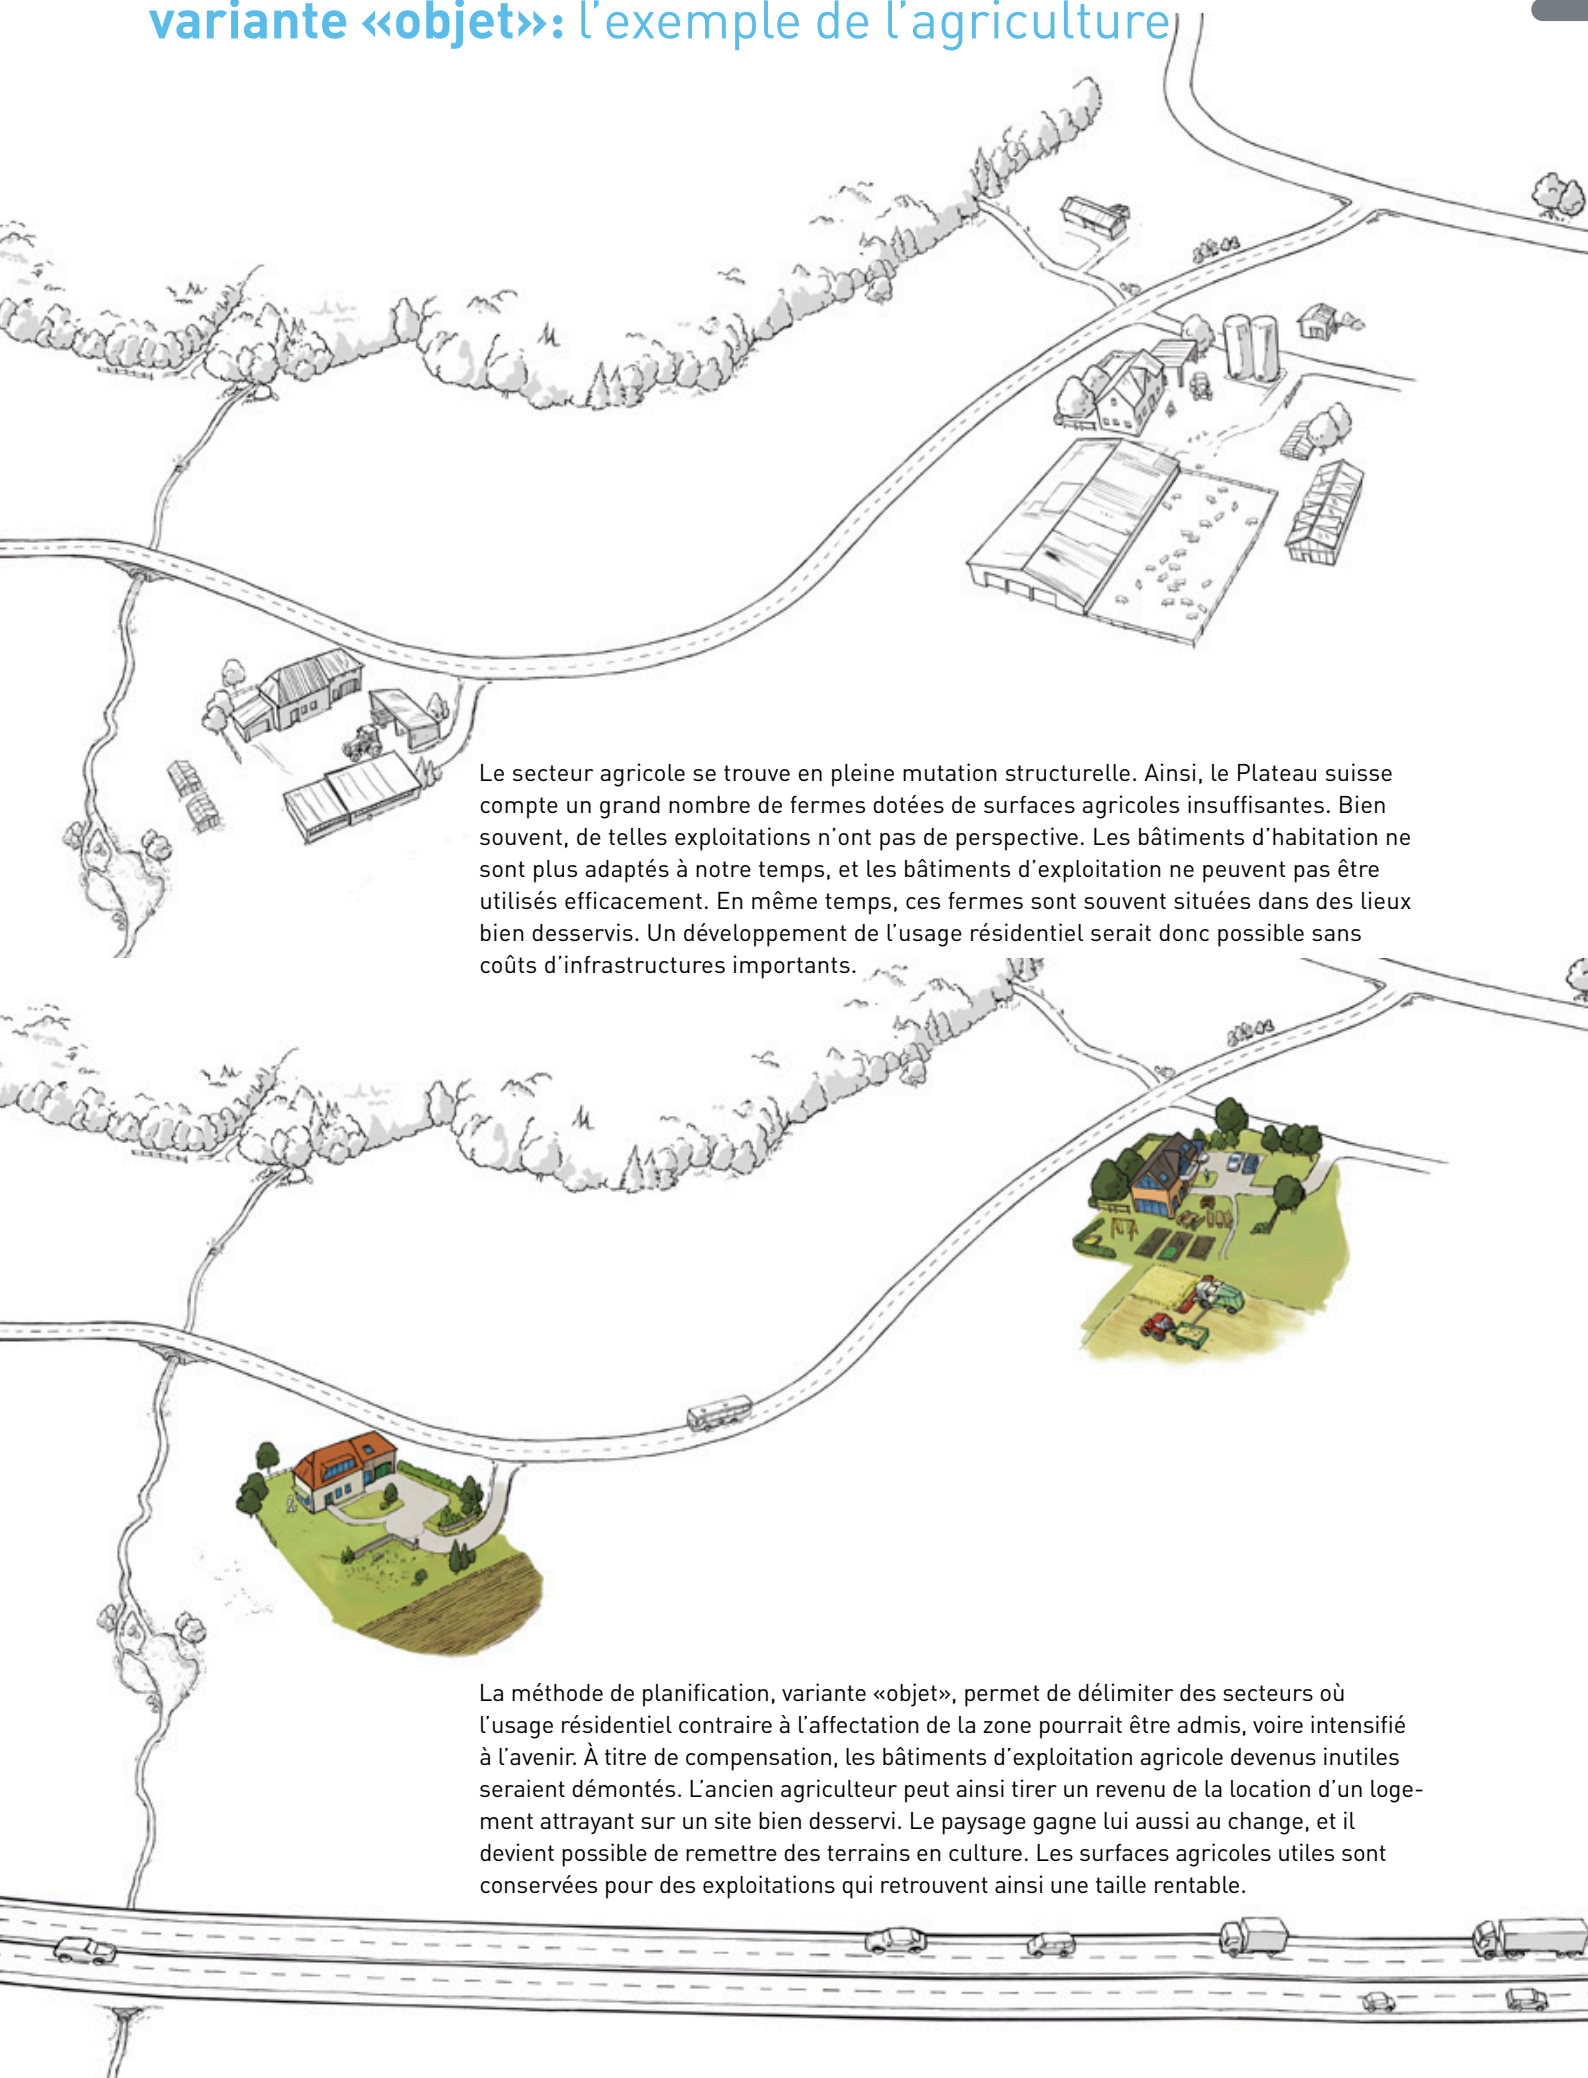 variante «objet»: l’exemple de l’agriculture
Le secteur agricole se trouve en pleine mutation structurelle. Ainsi, le Plateau suisse
compte un grand nombre de fermes dotées de surfaces agricoles insuffisantes. Bien
souvent, de telles exploitations n’ont pas de perspective. Les bâtiments d’habitation ne
sont plus adaptés à notre temps, et les bâtiments d’exploitation ne peuvent pas être
utilisés efficacement. En même temps, ces fermes sont souvent situées dans des lieux
bien desservis. Un développement de l’usage résidentiel serait donc possible sans
coûts d’infrastructures importants.
La méthode de planification, variante «objet», permet de délimiter des secteurs où
l’usage résidentiel contraire à l’affectation de la zone pourrait être admis, voire intensifié
à l’avenir. À titre de compensation, les bâtiments d’exploitation agricole devenus inutiles
seraient démontés. L’ancien agriculteur peut ainsi tirer un revenu de la location d’un loge-
ment attrayant sur un site bien desservi. Le paysage gagne lui aussi au change, et il
devient possible de remettre des terrains en culture. Les surfaces agricoles utiles sont
conservées pour des exploitations qui retrouvent ainsi une taille rentable.